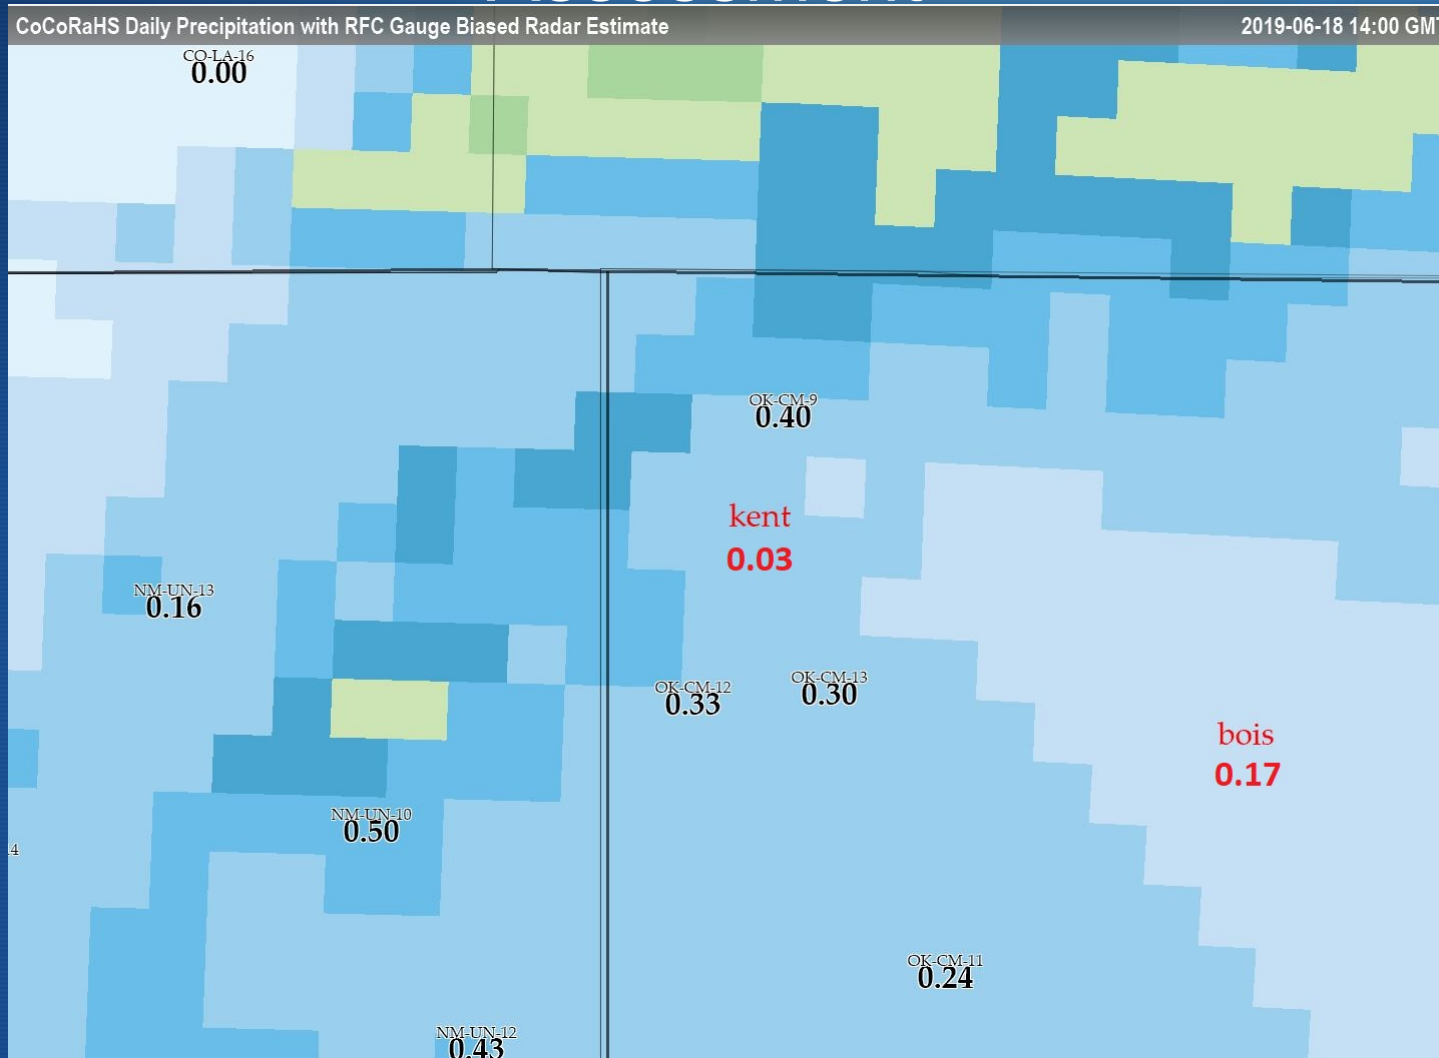 CoCoRaHS Daily Precipitation with RFC Gauge Biased Radar Estimate
2019-06-18 14:00 GMT
CO-LA-16
0.00
OK-CM-9
0.40
kent
0.03
NM-UN-13
0.16
OK-CM-12
0.33
OK-CM-13
0.30
bois
0.17
NM-UN-10
0.50
4
OK-CM-11
0.24
NM-UN-12
0.43